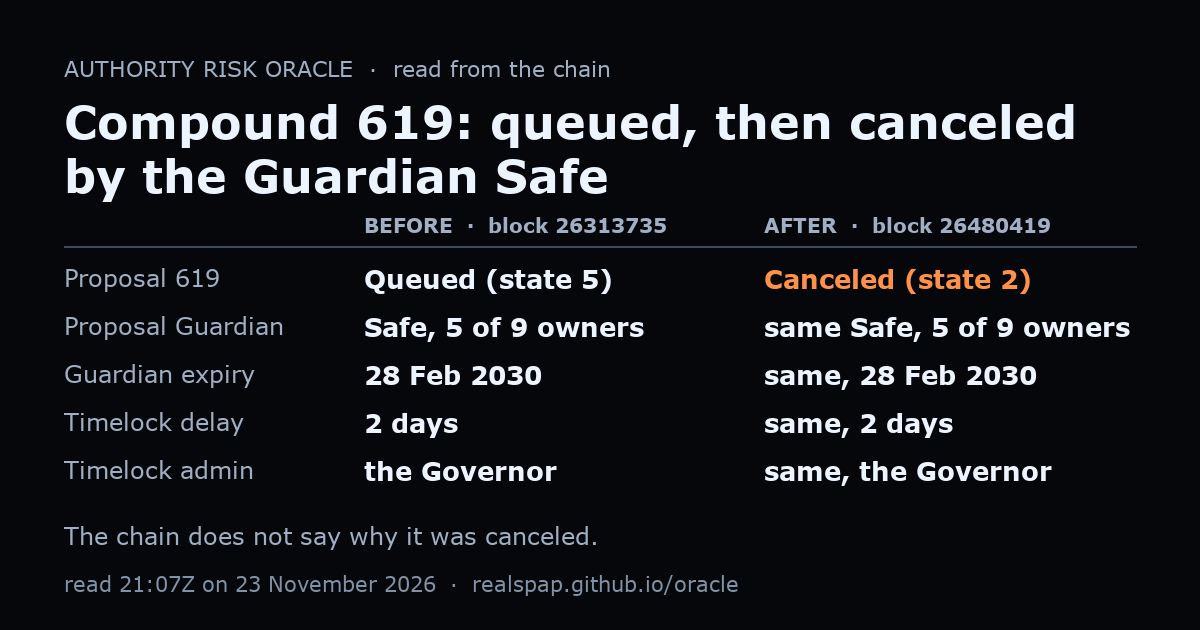 AUTHORITY RISK ORACLE · read from the chain
Compound 619: queued, then canceled
by the Guardian Safe
BEFORE · block 26313735 AFTER · block 26480419
Proposal 619 Queued (state 5) Canceled (state 2)
Proposal Guardian Safe, 5 of 9 owners same Safe, 5 of 9 owners
Guardian expiry 28 Feb 2030 same, 28 Feb 2030
Timelock delay 2 days same, 2 days
Timelock admin the Governor same, the Governor
The chain does not say why it was canceled.
read 21:07Z on 23 November 2026 · realspap.github.io/oracle